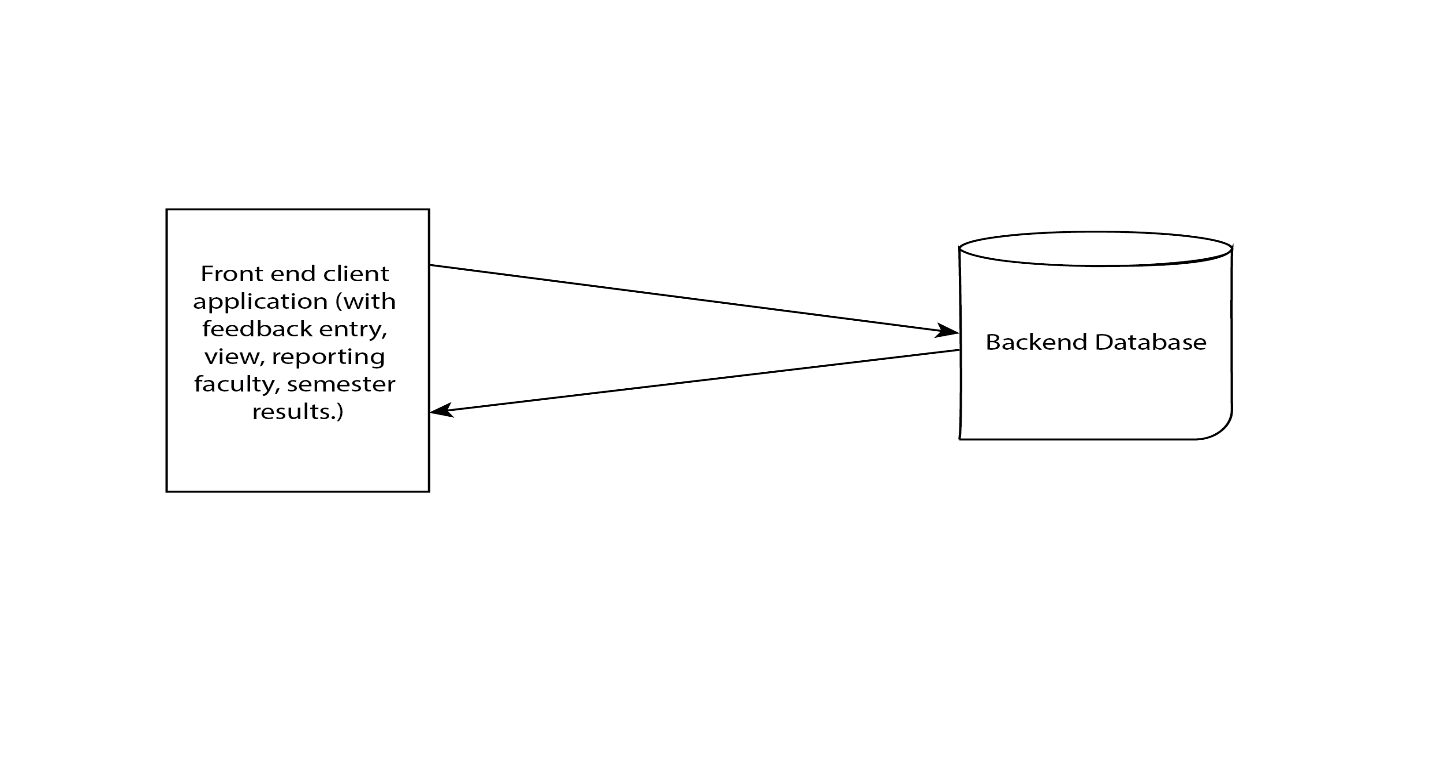 Front end client
application (with
feedback entry,
view, reporting
faculty, semester
results.)
Backend Database